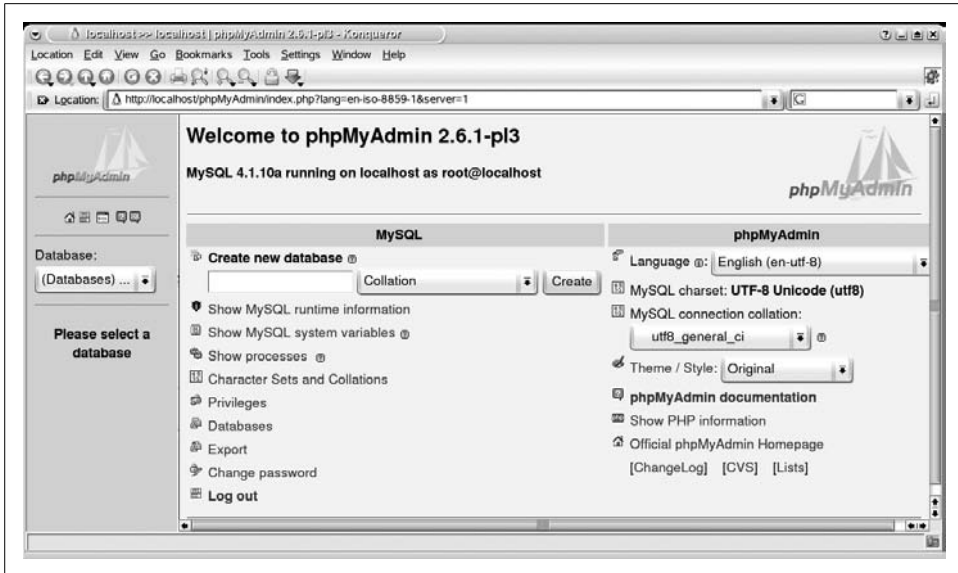 localhost >> localhost | phpMyAdmin 2.6.1-pl3 - Konqueror
Location Edit View Go Bookmarks Tools Settings Window Help
Location: http://localhost/phpMyAdmin/index.php?lang=en-iso-8859-1&server=1
phpMyAdmin
Database:
(Databases) ...
Please select a
database
Welcome to phpMyAdmin 2.6.1-pl3
MySQL 4.1.10a running on localhost as root@localhost
phpMyAdmin
MySQL
Create new database
Collation
Create
Show MySQL runtime information
Show MySQL system variables
Show processes
Character Sets and Collations
Privileges
Databases
Export
Change password
Log out
phpMyAdmin
Language : English (en-utf-8)
MySQL charset: UTF-8 Unicode (utf8)
MySQL connection collation:
utf8_general_ci
Theme / Style: Original
phpMyAdmin documentation
Show PHP information
Official phpMyAdmin Homepage
[ChangeLog] [CVS] [Lists]